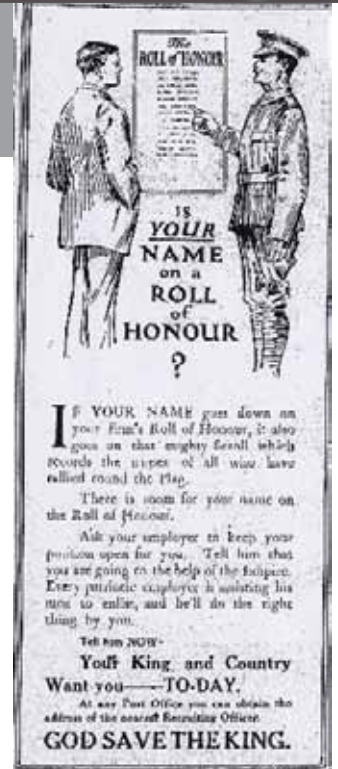 The
ROLL of HONOUR
IS
YOUR
NAME
on a
ROLL
of
HONOUR
?
IF YOUR NAME goes down on
your Firm's Roll of Honour, it also
goes on that mighty Scroll which
records the names of all who have
rallied round the Flag.
There is room for your name on
the Roll of Honour.
Ask your employer to keep your
position open for you. Tell him that
you are going to the help of the Empire.
Every patriotic employer is assisting his
men to enlist, and he'll do the right
thing by you.
Tell him NOW-
Your King and Country
Want you——TO-DAY.
At any Post Office you can obtain the
address of the nearest Recruiting Officer.
GOD SAVE THE KING.